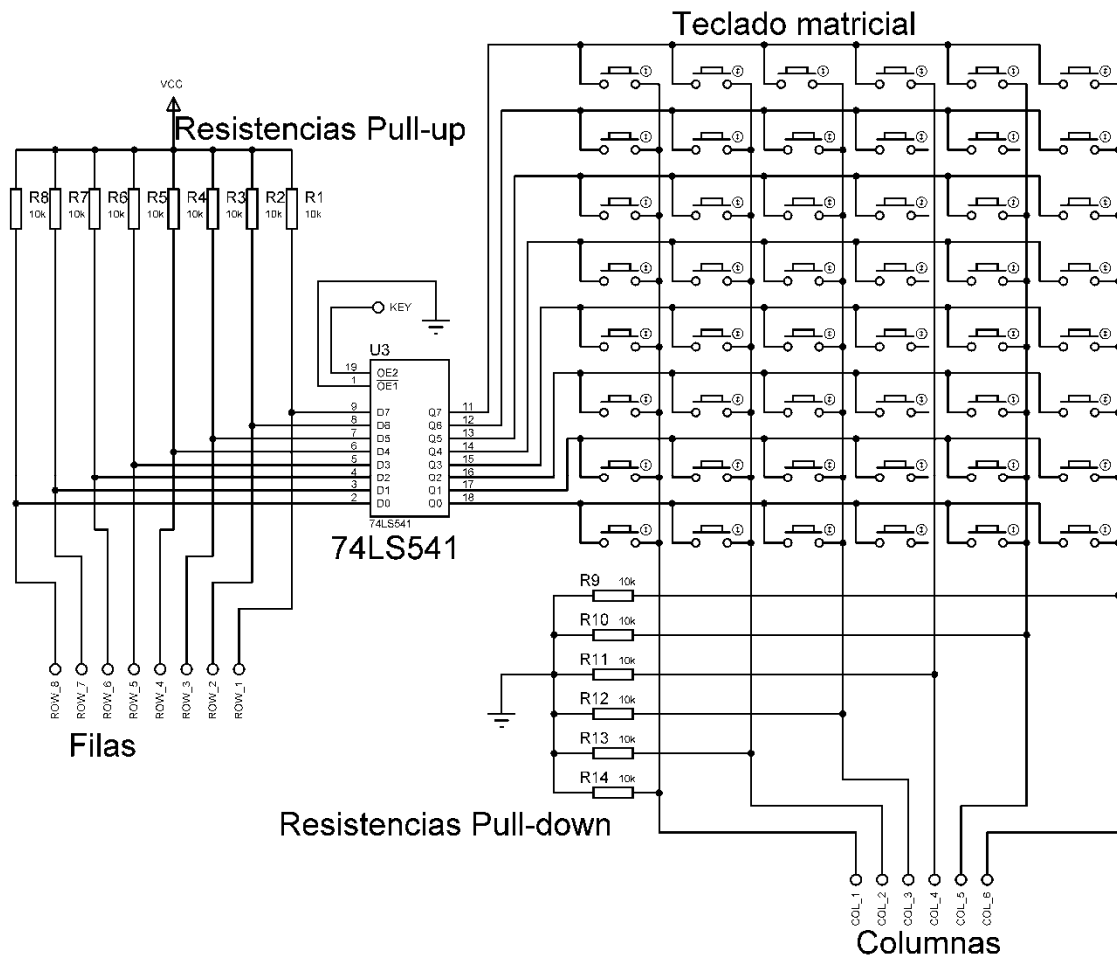 Teclado matricial
VCC
Resistencias Pull-up
R8 R7 R6 R5 R4 R3 R2 R1
10k 10k 10k 10k 10k 10k 10k 10k
KEY
U3
19 OE2
1 OE1
9 D7 Q7 11
8 D6 Q6 12
7 D5 Q5 13
6 D4 Q4 14
5 D3 Q3 15
4 D2 Q2 16
3 D1 Q1 17
2 D0 Q0 18
74LS541
74LS541
R9 10k
R10 10k
R11 10k
R12 10k
R13 10k
R14 10k
ROW_8 ROW_7 ROW_6 ROW_5 ROW_4 ROW_3 ROW_2 ROW_1
Filas
Resistencias Pull-down
COL_1 COL_2 COL_3 COL_4 COL_5 COL_6
Columnas